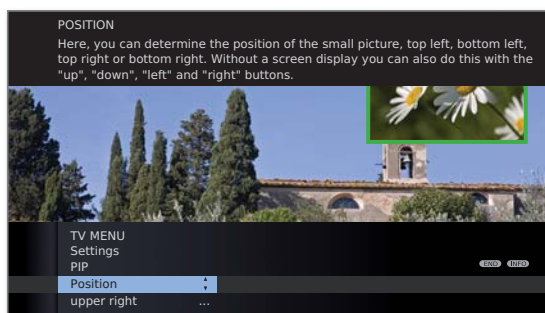 POSITION
Here, you can determine the position of the small picture, top left, bottom left,
top right or bottom right. Without a screen display you can also do this with the
"up", "down", "left" and "right" buttons.
TV MENU
Settings
PIP
END INFO
Position
upper right ...